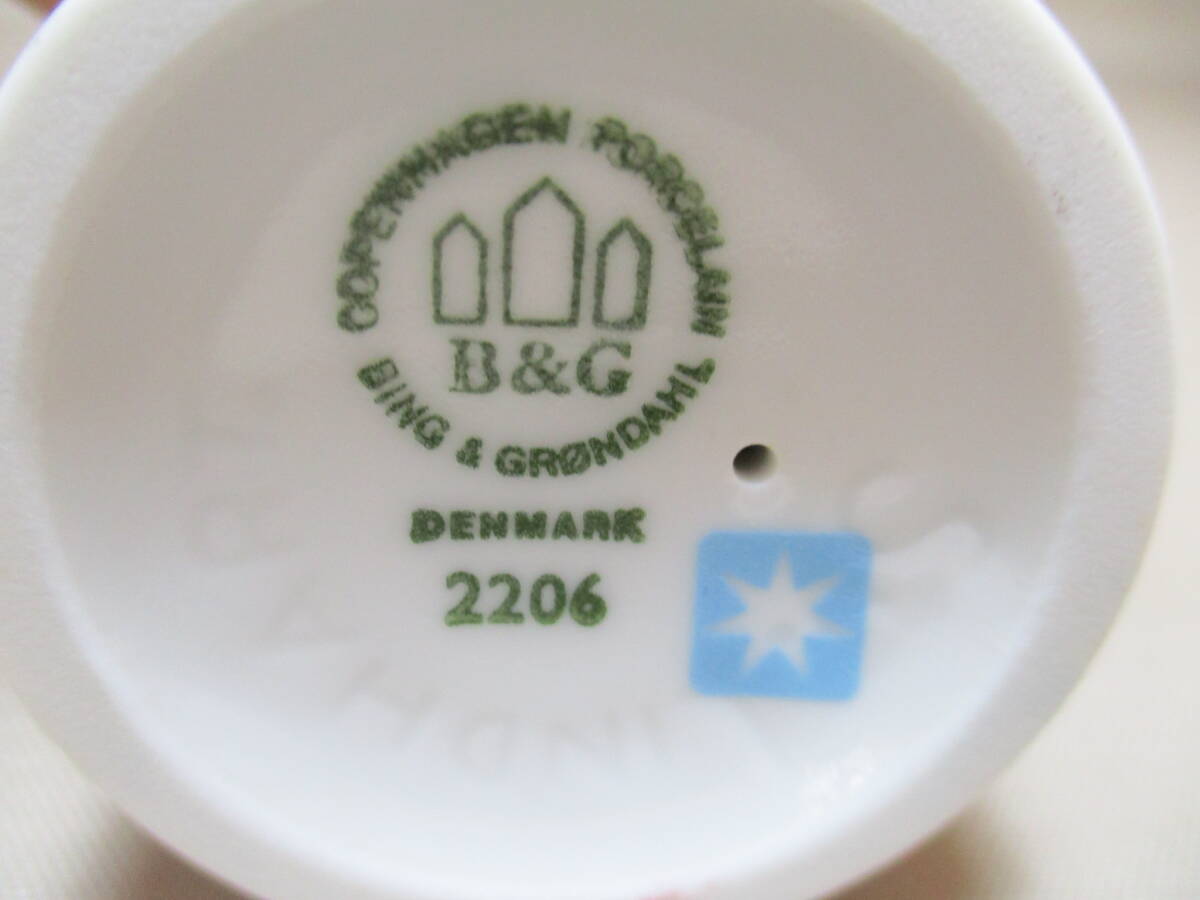 COPENHAGEN PORCELAIN
B&G
BING & GRØNDAHL
DENMARK
2206